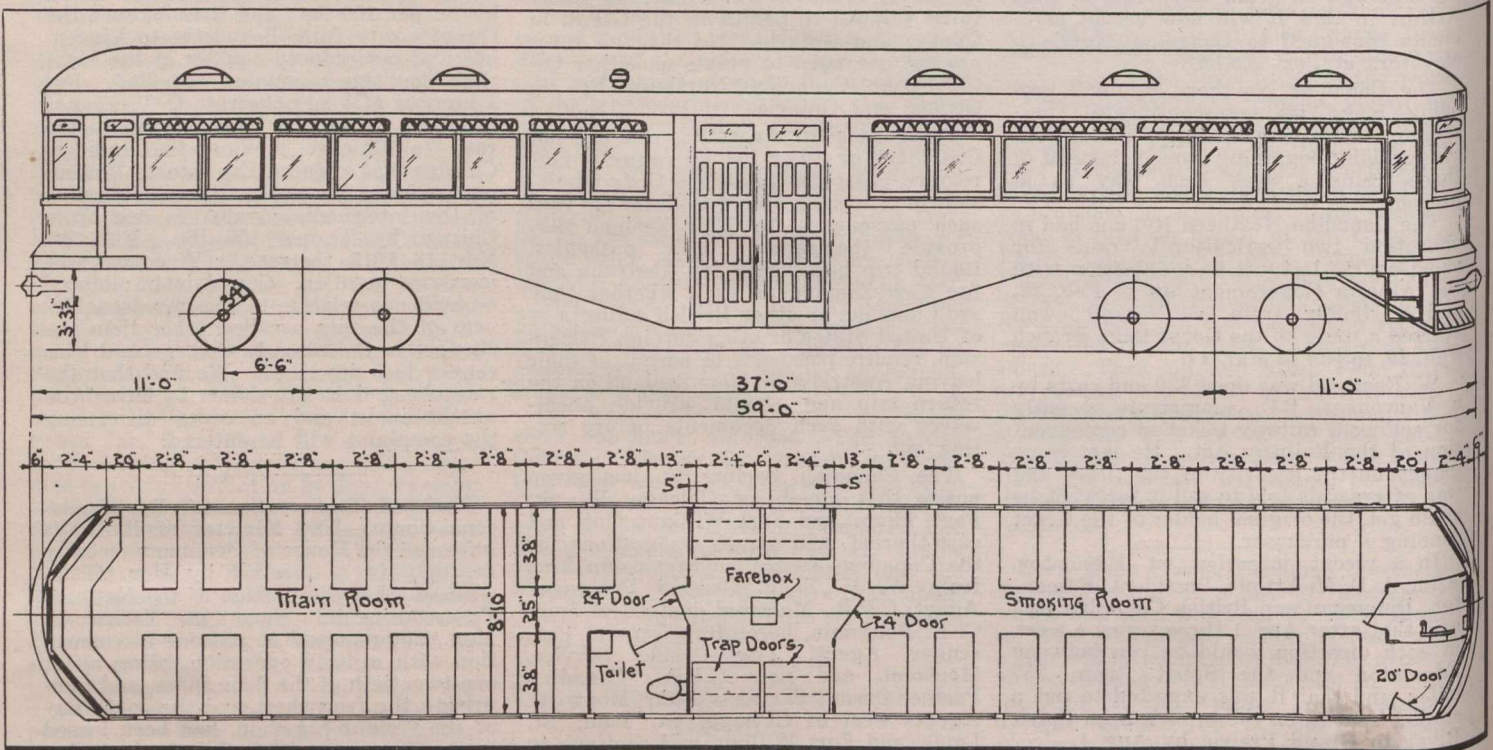 3'-3½"
6'-6"
11'-0" 37'-0" 11'-0"
59'-0"
6" 2'-4" 20" 2'-8" 2'-8" 2'-8" 2'-8" 2'-8" 2'-8" 2'-8" 2'-8" 13" 2'-4" 6" 2'-4" 13" 2'-8" 2'-8" 2'-8" 2'-8" 2'-8" 2'-8" 2'-8" 2'-8" 20" 2'-4"
5" 5"
38"
Farebox
Main Room 8'-10" 25" 24" Door Smoking Room
24" Door
Toilet Trap Doors
38" 20" Door